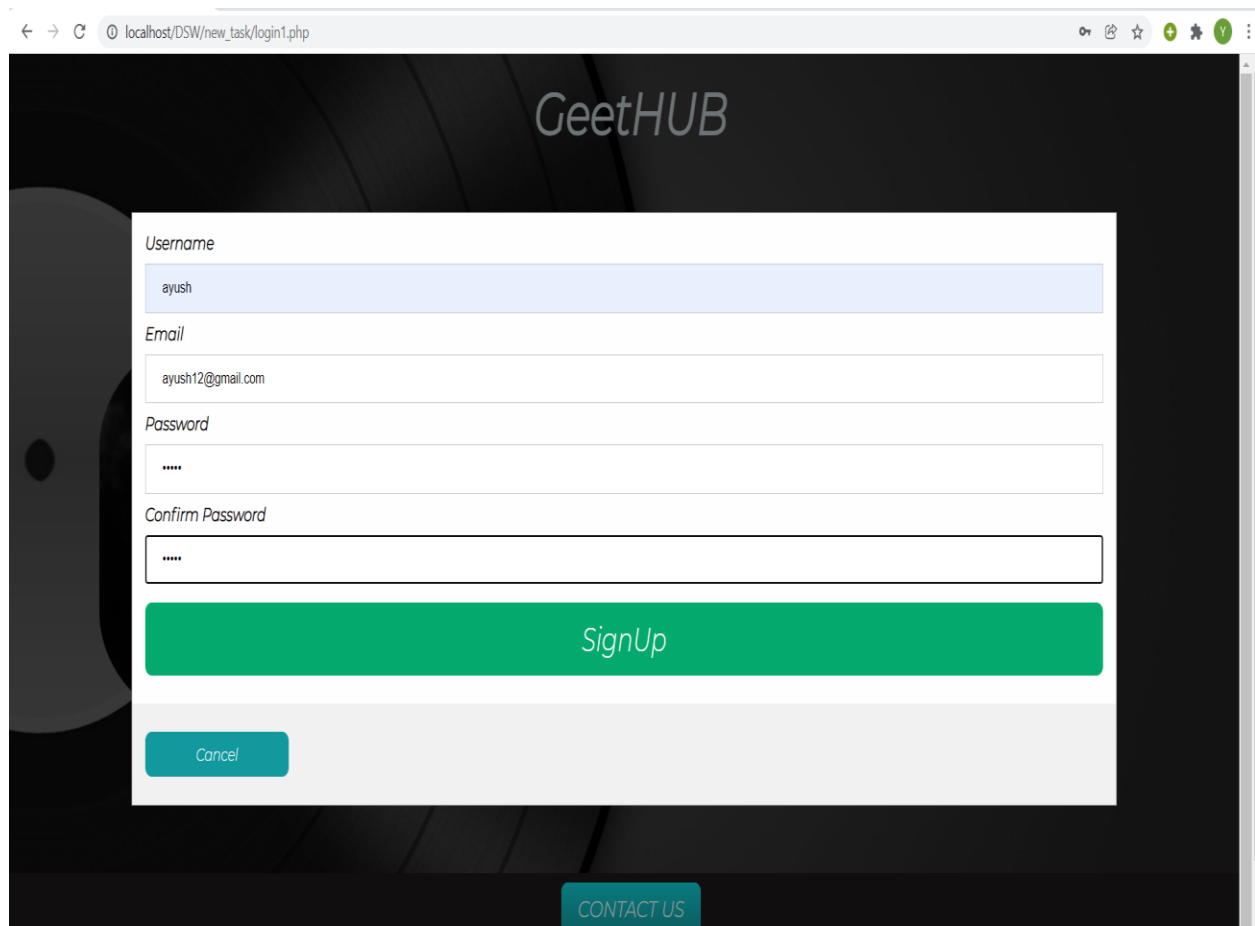 localhost/DSW/new_task/login1.php
Y
GeetHUB
Username
ayush
Email
ayush12@gmail.com
Password
•••••
Confirm Password
•••••
SignUp
Cancel
CONTACT US